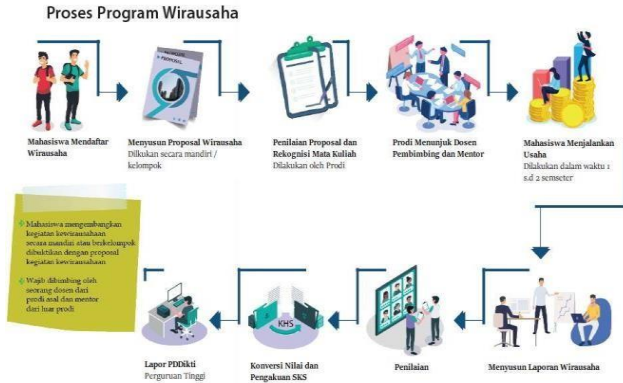 Proses Program Wirausaha
PROPOSAL
Mahasiswa Mendaftar
Wirausaha
Menyusun Proposal Wirausaha
Dilkukan secara mandiri /
kelompok
Penilaian Proposal dan
Rekognisi Mata Kuliah
Dilakukan oleh Prodi
Prodi Menunjuk Dosen
Pembimbing dan Mentor
Mahasiswa Menjalankan
Usaha
Dilakukan dalam waktu 1
s.d 2 semseter
Mahasiswa mengembangkan
kegiatan kewirausahaan
secara mandiri atau berkelompok
dibuktikan dengan proposal
kegiatan kewirausahaan
Wajib dibimbing oleh
seorang dosen dari
prodi asal dan mentor
dari luar prodi
Lapor PDDikti
Perguruan Tinggi
KHS
Konversi Nilai dan
Pengakuan SKS
Penilaian
Menyusun Laporan Wirausaha